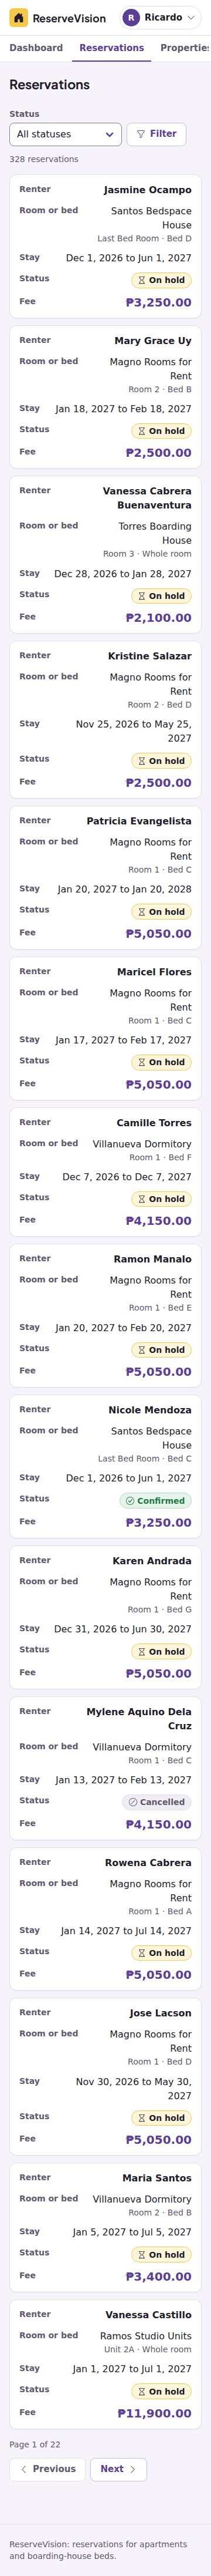 ReserveVision
R Ricardo
Dashboard Reservations Properties
Reservations
Status
All statuses Filter
328 reservations
Renter Jasmine Ocampo
Room or bed Santos Bedspace
House
Last Bed Room · Bed D
Stay Dec 1, 2026 to Jun 1, 2027
Status On hold
Fee ₱3,250.00
Renter Mary Grace Uy
Room or bed Magno Rooms for
Rent
Room 2 · Bed B
Stay Jan 18, 2027 to Feb 18, 2027
Status On hold
Fee ₱2,500.00
Renter Vanessa Cabrera
Buenaventura
Room or bed Torres Boarding
House
Room 3 · Whole room
Stay Dec 28, 2026 to Jan 28, 2027
Status On hold
Fee ₱2,100.00
Renter Kristine Salazar
Room or bed Magno Rooms for
Rent
Room 2 · Bed D
Stay Nov 25, 2026 to May 25,
2027
Status On hold
Fee ₱2,500.00
Renter Patricia Evangelista
Room or bed Magno Rooms for
Rent
Room 1 · Bed C
Stay Jan 20, 2027 to Jan 20, 2028
Status On hold
Fee ₱5,050.00
Renter Maricel Flores
Room or bed Magno Rooms for
Rent
Room 1 · Bed C
Stay Jan 17, 2027 to Feb 17, 2027
Status On hold
Fee ₱5,050.00
Renter Camille Torres
Room or bed Villanueva Dormitory
Room 1 · Bed F
Stay Dec 7, 2026 to Dec 7, 2027
Status On hold
Fee ₱4,150.00
Renter Ramon Manalo
Room or bed Magno Rooms for
Rent
Room 1 · Bed E
Stay Jan 20, 2027 to Feb 20, 2027
Status On hold
Fee ₱5,050.00
Renter Nicole Mendoza
Room or bed Santos Bedspace
House
Last Bed Room · Bed C
Stay Dec 1, 2026 to Jun 1, 2027
Status Confirmed
Fee ₱3,250.00
Renter Karen Andrada
Room or bed Magno Rooms for
Rent
Room 1 · Bed G
Stay Dec 31, 2026 to Jun 30, 2027
Status On hold
Fee ₱5,050.00
Renter Mylene Aquino Dela
Cruz
Room or bed Villanueva Dormitory
Room 1 · Bed C
Stay Jan 13, 2027 to Feb 13, 2027
Status Cancelled
Fee ₱4,150.00
Renter Rowena Cabrera
Room or bed Magno Rooms for
Rent
Room 1 · Bed A
Stay Jan 14, 2027 to Jul 14, 2027
Status On hold
Fee ₱5,050.00
Renter Jose Lacson
Room or bed Magno Rooms for
Rent
Room 1 · Bed D
Stay Nov 30, 2026 to May 30,
2027
Status On hold
Fee ₱5,050.00
Renter Maria Santos
Room or bed Villanueva Dormitory
Room 2 · Bed B
Stay Jan 5, 2027 to Jul 5, 2027
Status On hold
Fee ₱3,400.00
Renter Vanessa Castillo
Room or bed Ramos Studio Units
Unit 2A · Whole room
Stay Jan 1, 2027 to Jul 1, 2027
Status On hold
Fee ₱11,900.00
Page 1 of 22
Previous Next
ReserveVision: reservations for apartments
and boarding-house beds.